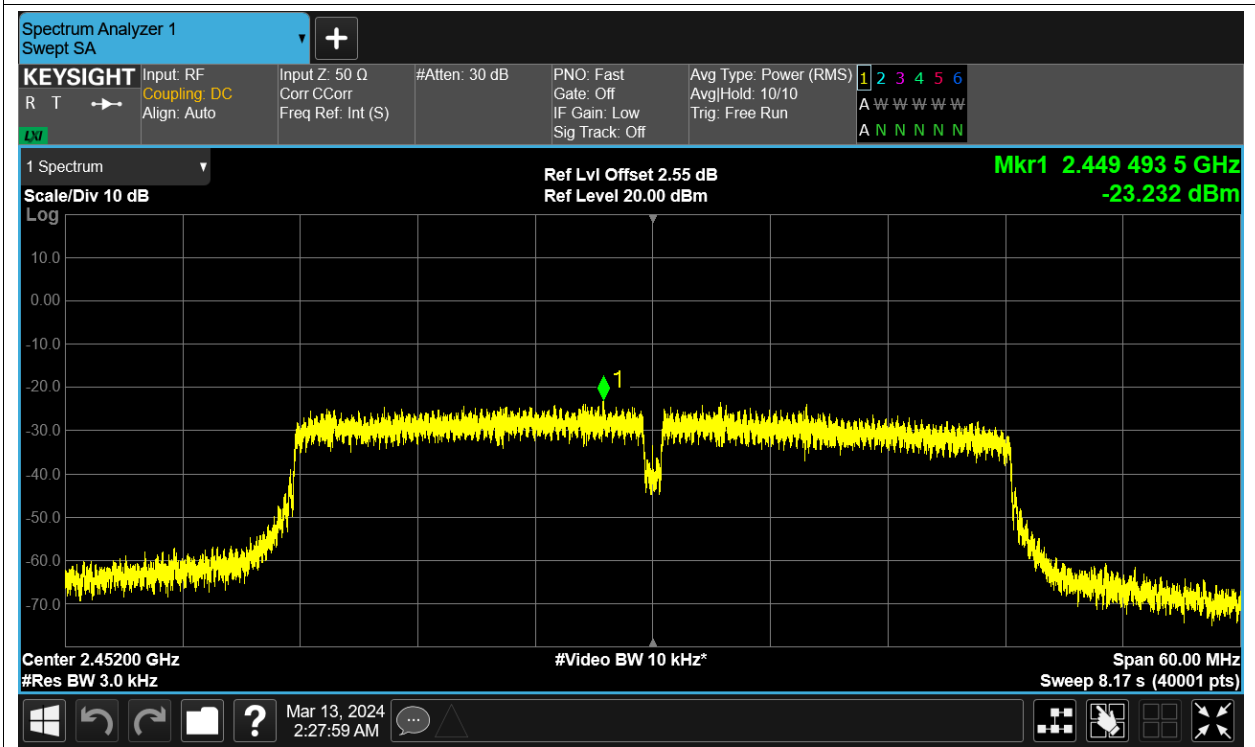 Spectrum Analyzer 1
Swept SA
KEYSIGHT
R T
LXI
Input: RF
Coupling: DC
Align: Auto
Input Z: 50 Ω
Corr CCorr
Freq Ref: Int (S)
#Atten: 30 dB
PNO: Fast
Gate: Off
IF Gain: Low
Sig Track: Off
Avg Type: Power (RMS)
Avg|Hold: 10/10
Trig: Free Run
1 2 3 4 5 6
A W W W W W
A N N N N N
1 Spectrum
Scale/Div 10 dB
Log
Ref Lvl Offset 2.55 dB
Ref Level 20.00 dBm
Mkr1 2.449 493 5 GHz
-23.232 dBm
10.0
0.00
-10.0
-20.0
1
-30.0
-40.0
-50.0
-60.0
-70.0
Center 2.45200 GHz
#Res BW 3.0 kHz
#Video BW 10 kHz*
Span 60.00 MHz
Sweep 8.17 s (40001 pts)
?
Mar 13, 2024
2:27:59 AM